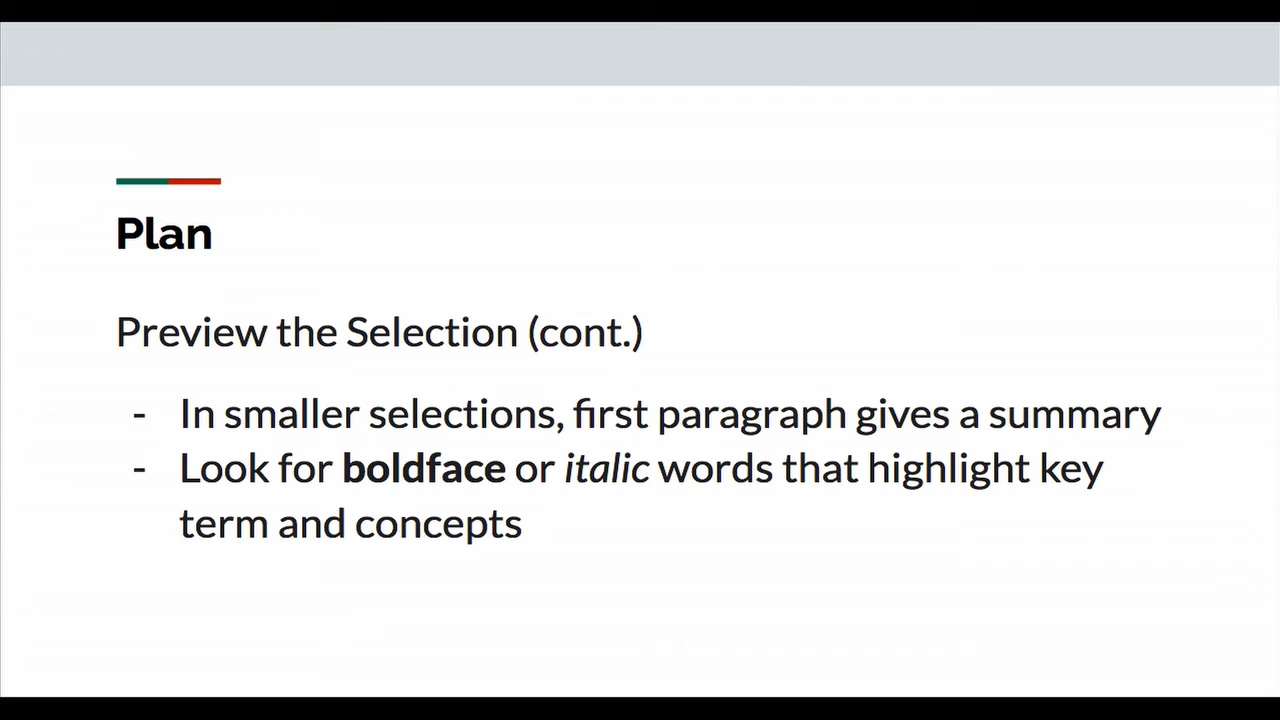 Plan
Preview the Selection (cont.)
- In smaller selections, first paragraph gives a summary
- Look for boldface or italic words that highlight key
term and concepts